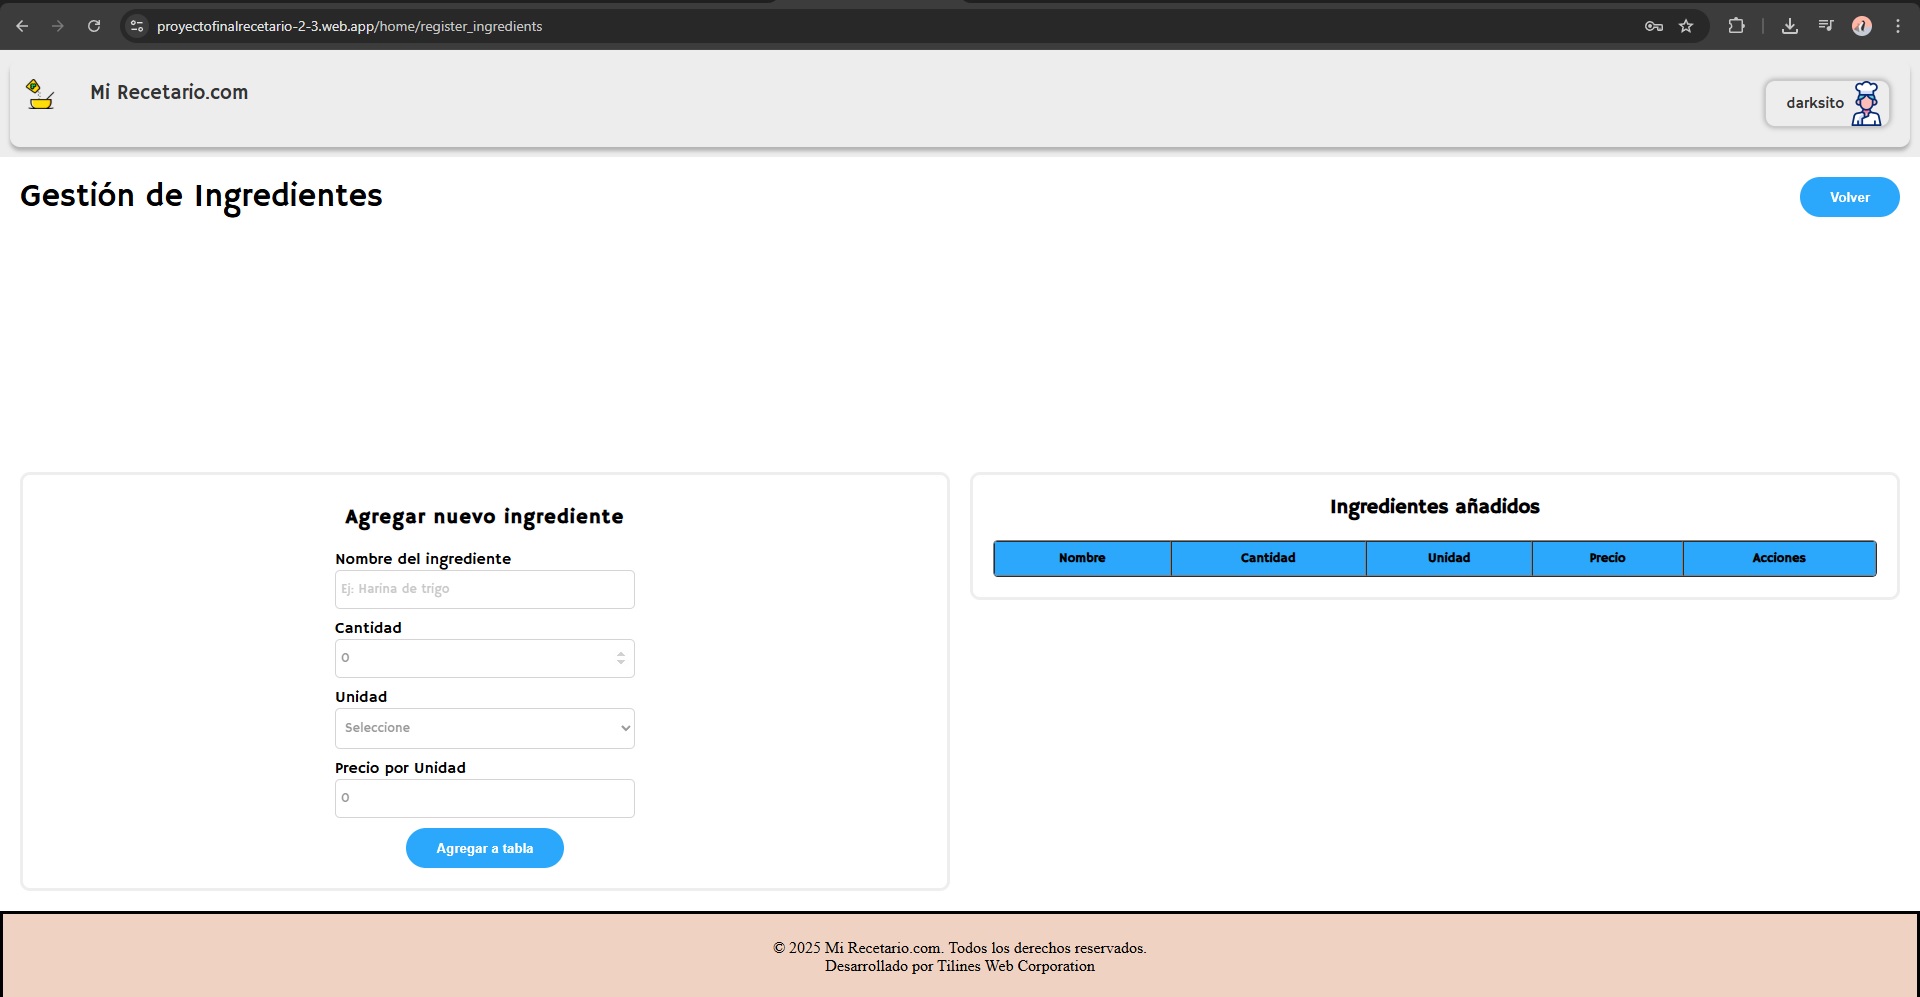 proyectofinalrecetario-2-3.web.app/home/register_ingredients
Mi Recetario.com
darksito
Gestión de Ingredientes
Volver
Agregar nuevo ingrediente
Nombre del ingrediente
Ej: Harina de trigo
Cantidad
0
Unidad
Seleccione
Precio por Unidad
0
Agregar a tabla
Ingredientes añadidos
Nombre Cantidad Unidad Precio Acciones
© 2025 Mi Recetario.com. Todos los derechos reservados.
Desarrollado por Tilines Web Corporation